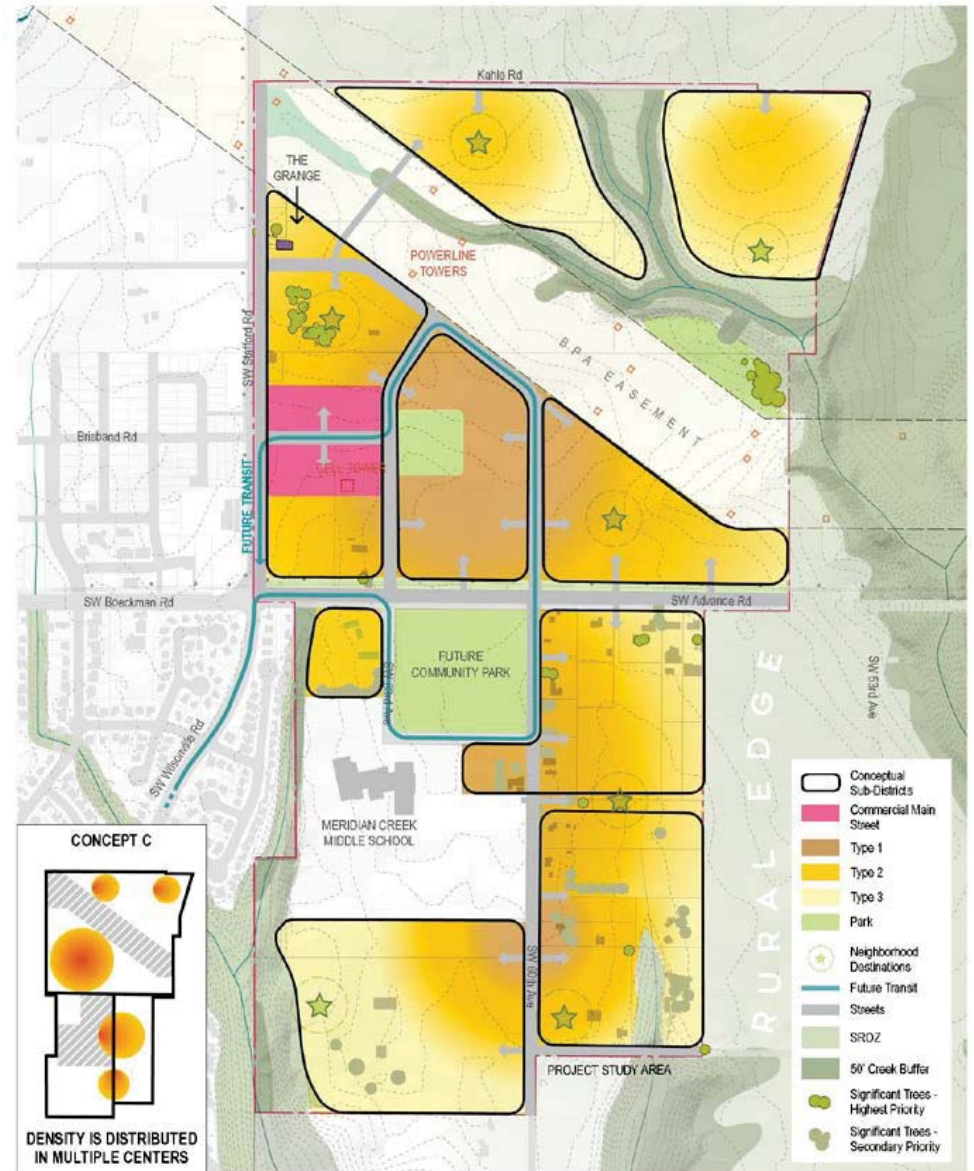 Kahle Rd
THE
GRANGE
POWERLINE
TOWERS
SW Stafford Rd
BPA EASEMENT
Brisband Rd
CELL TOWER
FUTURE TRANSIT
SW Boeckman Rd
SW Advance Rd
FUTURE
COMMUNITY PARK
SW 53rd Ave
SW Wilsonville Rd
MERIDIAN CREEK
MIDDLE SCHOOL
RURAL EDGE
SW 60th Ave
PROJECT STUDY AREA
CONCEPT C
DENSITY IS DISTRIBUTED
IN MULTIPLE CENTERS
Conceptual
Sub-Districts
Commercial Main
Street
Type 1
Type 2
Type 3
Park
Neighborhood
Destinations
Future Transit
Streets
SROZ
50' Creek Buffer
Significant Trees -
Highest Priority
Significant Trees -
Secondary Priority